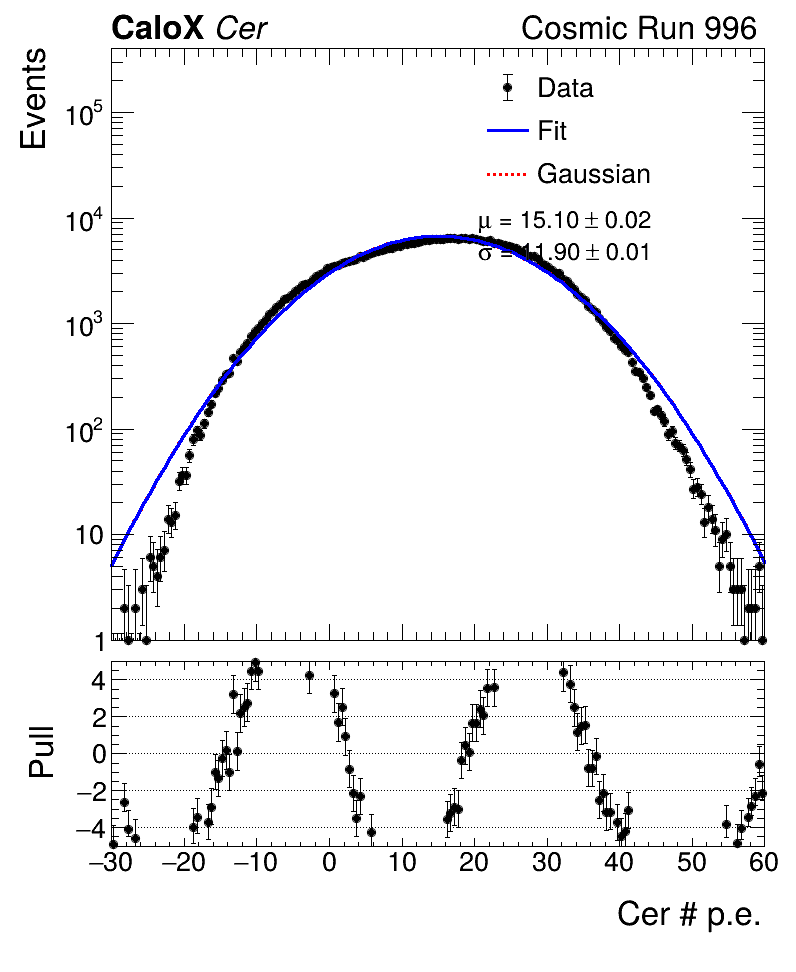 CaloX Cer Cosmic Run 996
Events
Data
Fit
Gaussian
μ = 15.10 ± 0.02
σ = 11.90 ± 0.01
10⁵
10⁴
10³
10²
10
1
Pull
4
2
0
−2
−4
−30 −20 −10 0 10 20 30 40 50 60
Cer # p.e.